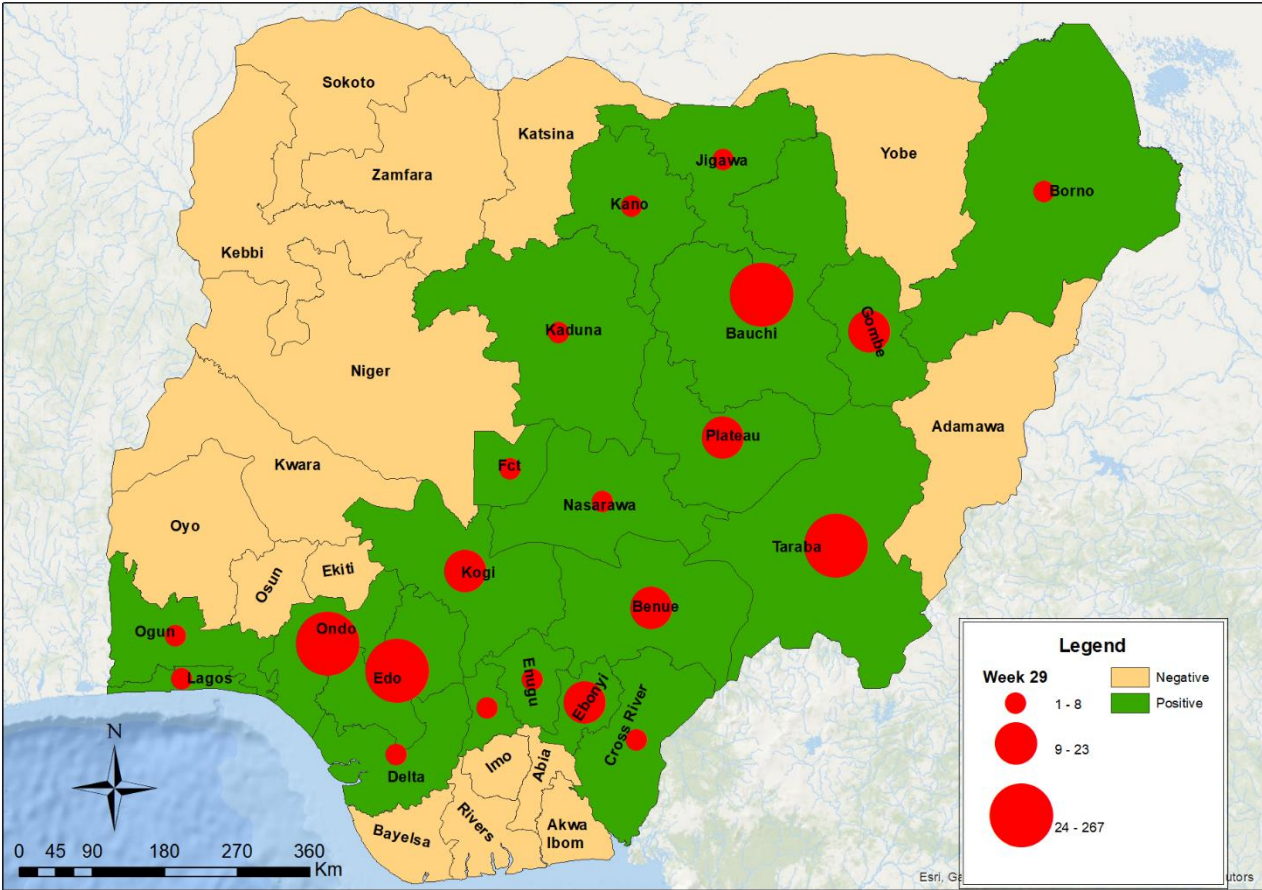 Sokoto
Katsina
Zamfara
Jigawa
Yobe
Kano
Borno
Kebbi
Kaduna
Bauchi
Gombe
Niger
Adamawa
Plateau
Kwara
Fct
Nasarawa
Oyo
Taraba
Osun
Ekiti
Kogi
Benue
Ogun
Ondo
Lagos
Edo
Enugu
Ebonyi
Cross River
Delta
Imo
Abia
Bayelsa
Rivers
Akwa
Ibom
N
0 45 90 180 270 360
Km
Legend
Week 29
1 - 8
9 - 23
24 - 267
Negative
Positive
Esri,